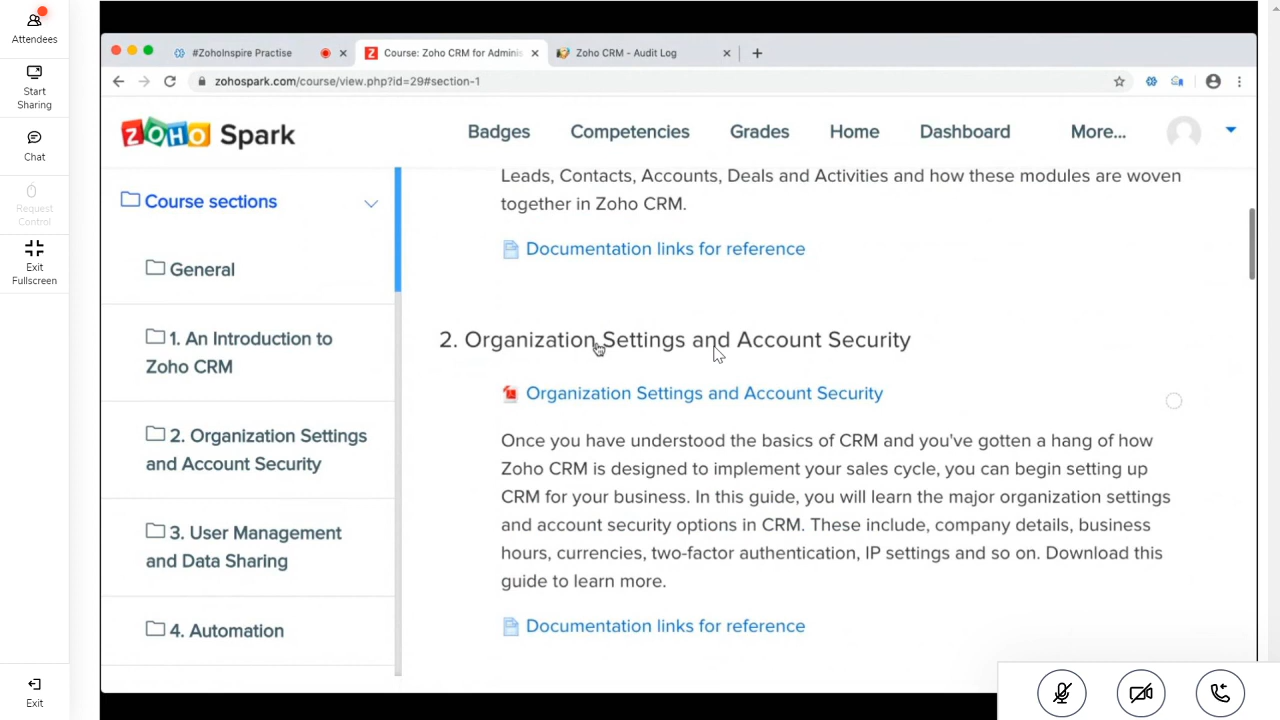 Attendees
Start
Sharing
Chat
Request
Control
Exit
Fullscreen
Exit
#ZohoInspire Practise
Course: Zoho CRM for Adminis
Zoho CRM - Audit Log
zohospark.com/course/view.php?id=29#section-1
ZOHO Spark
Badges
Competencies
Grades
Home
Dashboard
More...
Course sections
General
1. An Introduction to
Zoho CRM
2. Organization Settings
and Account Security
3. User Management
and Data Sharing
4. Automation
Leads, Contacts, Accounts, Deals and Activities and how these modules are woven
together in Zoho CRM.
Documentation links for reference
2. Organization Settings and Account Security
Organization Settings and Account Security
Once you have understood the basics of CRM and you've gotten a hang of how
Zoho CRM is designed to implement your sales cycle, you can begin setting up
CRM for your business. In this guide, you will learn the major organization settings
and account security options in CRM. These include, company details, business
hours, currencies, two-factor authentication, IP settings and so on. Download this
guide to learn more.
Documentation links for reference